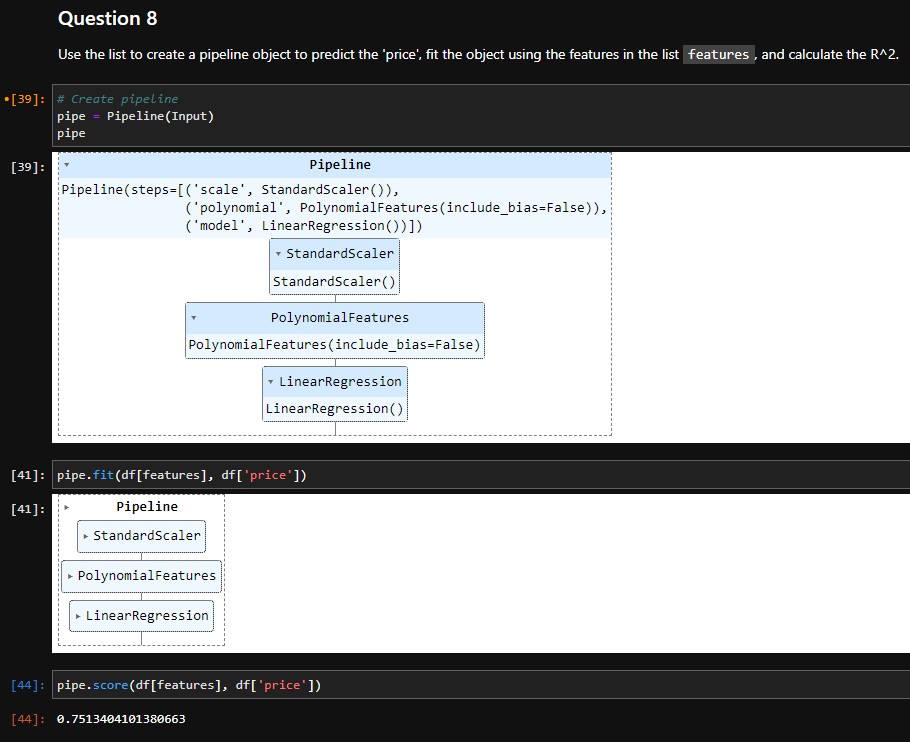 Question 8
Use the list to create a pipeline object to predict the 'price', fit the object using the features in the list features , and calculate the R^2.
•[39]: # Create pipeline
pipe = Pipeline(Input)
pipe
[39]: ▾ Pipeline
Pipeline(steps=[('scale', StandardScaler()),
('polynomial', PolynomialFeatures(include_bias=False)),
('model', LinearRegression())])
▾ StandardScaler
StandardScaler()
▾ PolynomialFeatures
PolynomialFeatures(include_bias=False)
▾ LinearRegression
LinearRegression()
[41]: pipe.fit(df[features], df['price'])
[41]: ▸ Pipeline
▸ StandardScaler
▸ PolynomialFeatures
▸ LinearRegression
[44]: pipe.score(df[features], df['price'])
[44]: 0.7513404101380663